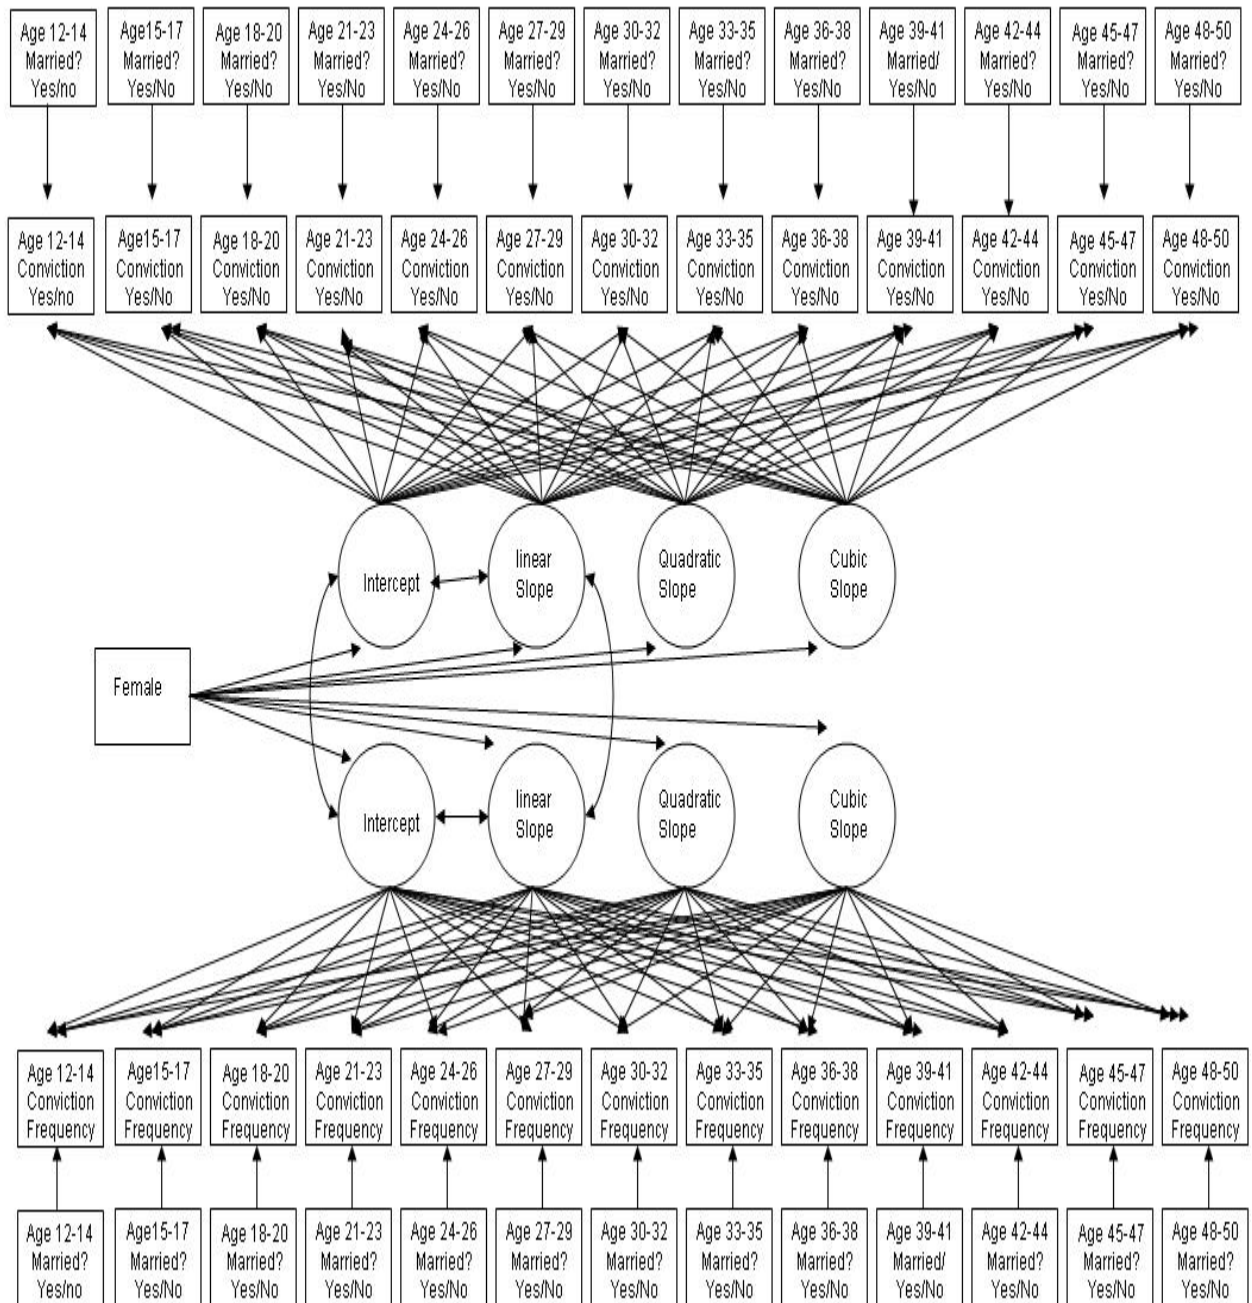 Age 12-14
Married?
Yes/no
Age15-17
Married?
Yes/No
Age 18-20
Married?
Yes/No
Age 21-23
Married?
Yes/No
Age 24-26
Married?
Yes/No
Age 27-29
Married?
Yes/No
Age 30-32
Married?
Yes/No
Age 33-35
Married?
Yes/No
Age 36-38
Married?
Yes/No
Age 39-41
Married/
Yes/No
Age 42-44
Married?
Yes/No
Age 45-47
Married?
Yes/No
Age 48-50
Married?
Yes/No
Age 12-14
Conviction
Yes/no
Age15-17
Conviction
Yes/No
Age 18-20
Conviction
Yes/No
Age 21-23
Conviction
Yes/No
Age 24-26
Conviction
Yes/No
Age 27-29
Conviction
Yes/No
Age 30-32
Conviction
Yes/No
Age 33-35
Conviction
Yes/No
Age 36-38
Conviction
Yes/No
Age 39-41
Conviction
Yes/No
Age 42-44
Conviction
Yes/No
Age 45-47
Conviction
Yes/No
Age 48-50
Conviction
Yes/No
Intercept
linear
Slope
Quadratic
Slope
Cubic
Slope
Female
Intercept
linear
Slope
Quadratic
Slope
Cubic
Slope
Age 12-14
Conviction
Frequency
Age15-17
Conviction
Frequency
Age 18-20
Conviction
Frequency
Age 21-23
Conviction
Frequency
Age 24-26
Conviction
Frequency
Age 27-29
Conviction
Frequency
Age 30-32
Conviction
Frequency
Age 33-35
Conviction
Frequency
Age 36-38
Conviction
Frequency
Age 39-41
Conviction
Frequency
Age 42-44
Conviction
Frequency
Age 45-47
Conviction
Frequency
Age 48-50
Conviction
Frequency
Age 12-14
Married?
Yes/no
Age15-17
Married?
Yes/No
Age 18-20
Married?
Yes/No
Age 21-23
Married?
Yes/No
Age 24-26
Married?
Yes/No
Age 27-29
Married?
Yes/No
Age 30-32
Married?
Yes/No
Age 33-35
Married?
Yes/No
Age 36-38
Married?
Yes/No
Age 39-41
Married/
Yes/No
Age 42-44
Married?
Yes/No
Age 45-47
Married?
Yes/No
Age 48-50
Married?
Yes/No